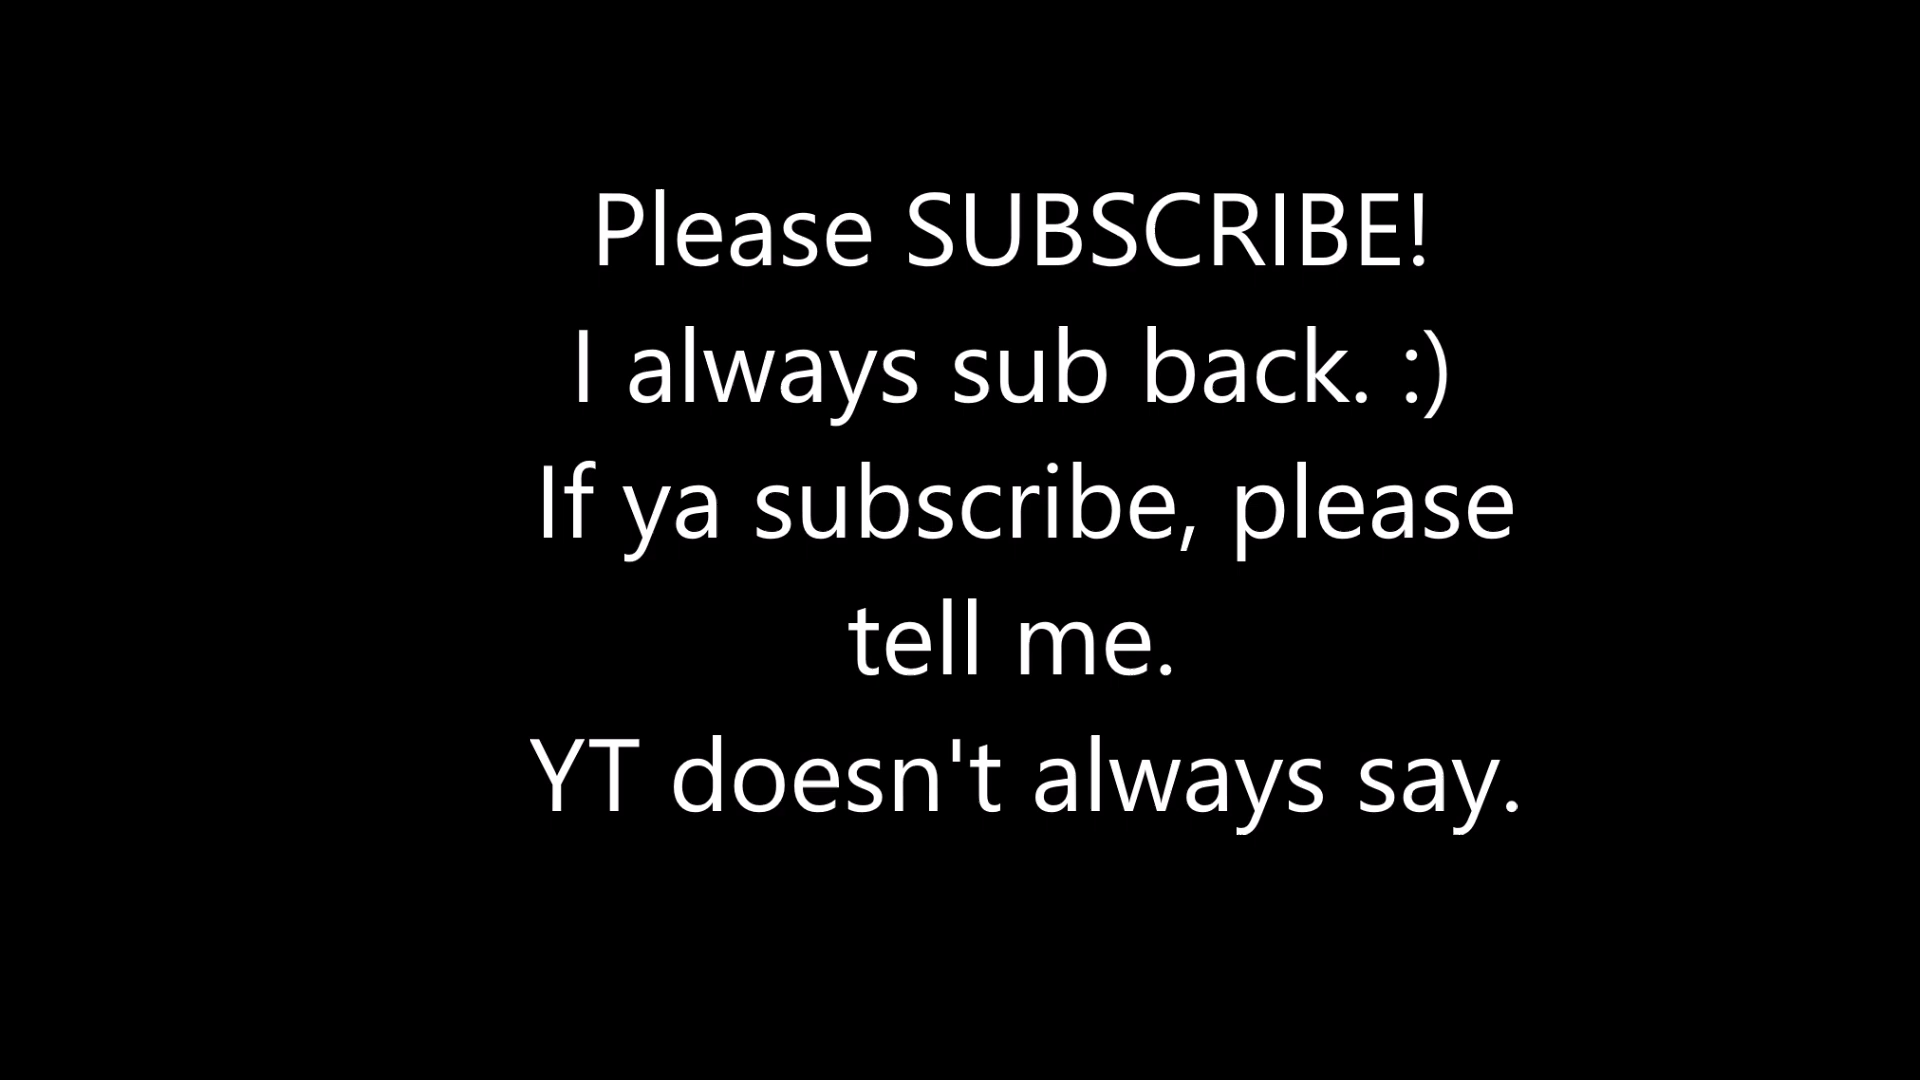 Please SUBSCRIBE!
I always sub back. :)
If ya subscribe, please
tell me.
YT doesn't always say.